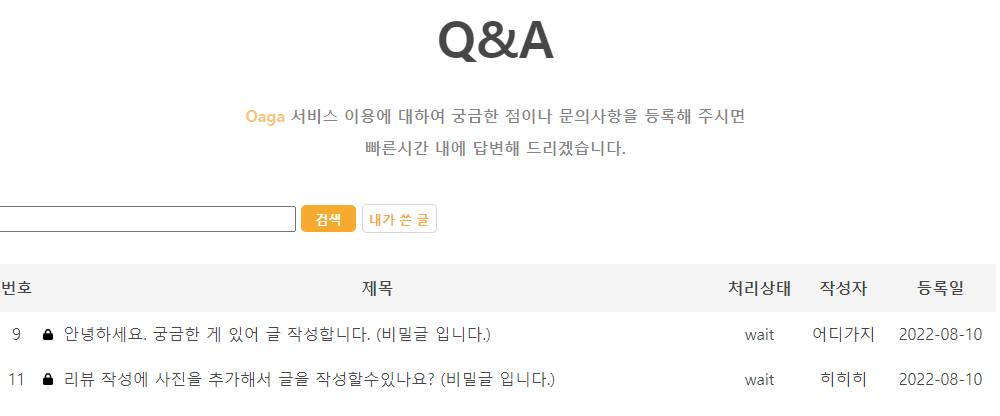 Q&A
Oaga 서비스 이용에 대하여 궁금한 점이나 문의사항을 등록해 주시면
빠른시간 내에 답변해 드리겠습니다.
검색 내가 쓴 글
번호 제목 처리상태 작성자 등록일
9 안녕하세요. 궁금한 게 있어 글 작성합니다. (비밀글 입니다.) wait 어디가지 2022-08-10
11 리뷰 작성에 사진을 추가해서 글을 작성할수있나요? (비밀글 입니다.) wait 히히히 2022-08-10